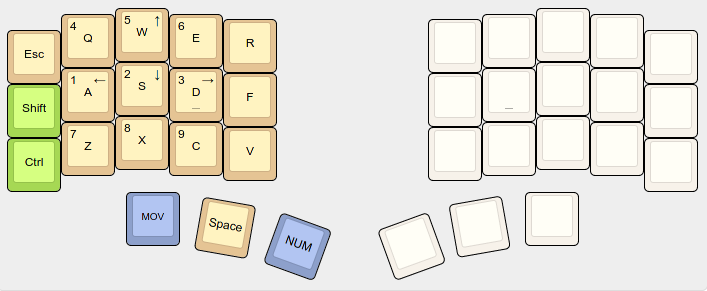 Esc
4 Q
5 ↑ W
6 E
R
Shift
1 ← A
2 ↓ S
3 → D _
F
_
Ctrl
7 Z
8 X
9 C
V
MOV
Space
NUM